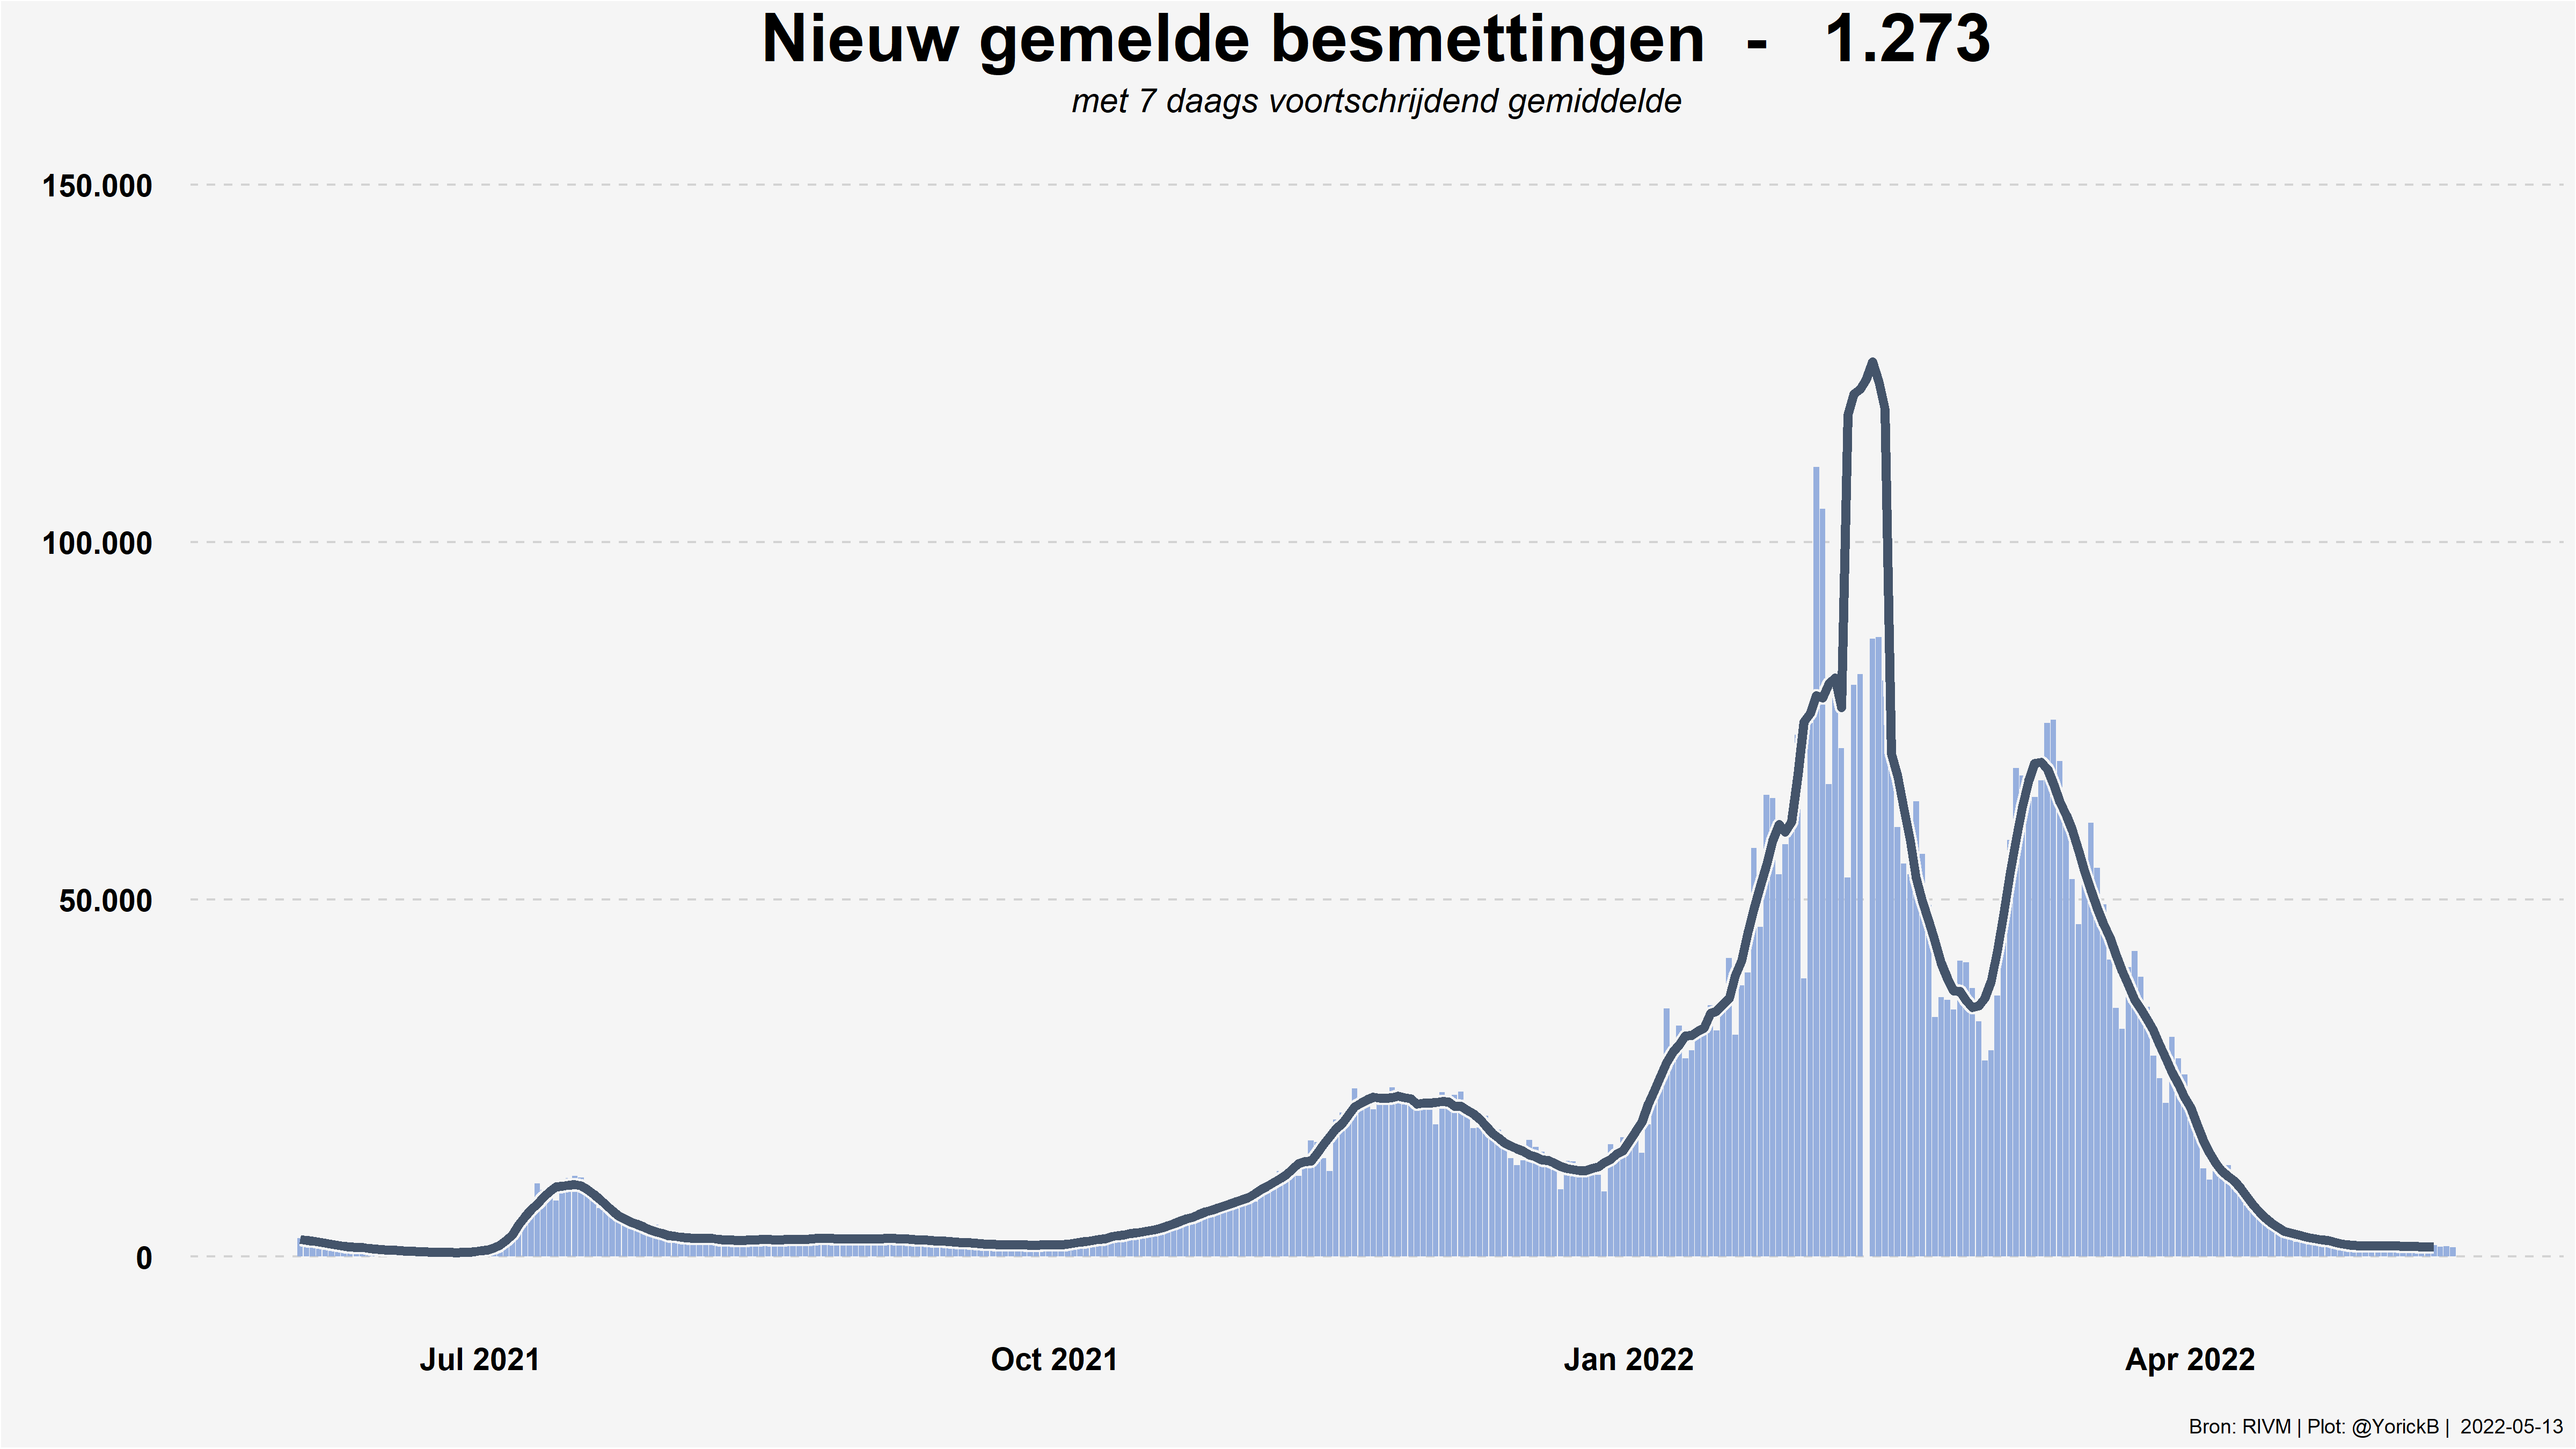 Nieuw gemelde besmettingen - 1.273
met 7 daags voortschrijdend gemiddelde
150.000
100.000
50.000
0
Jul 2021 Oct 2021 Jan 2022 Apr 2022
Bron: RIVM | Plot: @YorickB | 2022-05-13